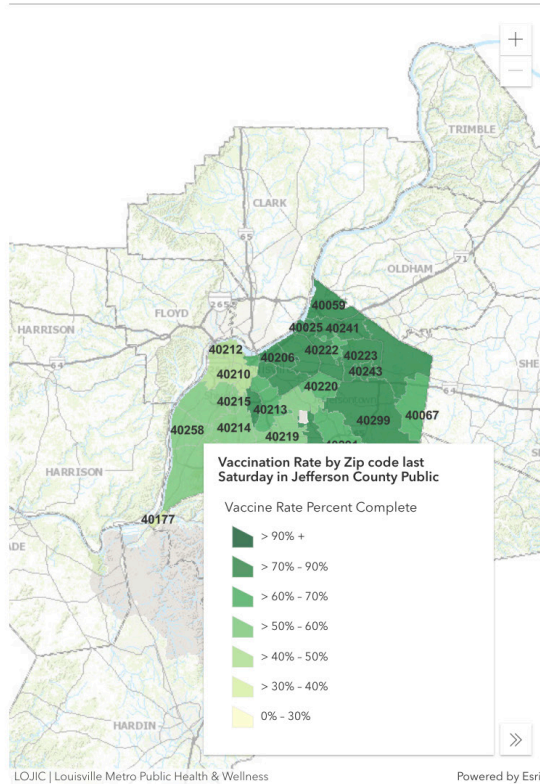 +
TRIMBLE
CLARK
65
71
OLDHAM
265
FLOYD
40059
HARRISON
40025 40241
64
40212
40206
40222
40223
40210
40243
40220
64
40215
40213
40067
40258
40214
40299
40219
HARRISON
Vaccination Rate by Zip code last
Saturday in Jefferson County Public
Vaccine Rate Percent Complete
40177
> 90% +
> 70% – 90%
> 60% – 70%
> 50% – 60%
> 40% – 50%
> 30% – 40%
0% – 30%
HARDIN
LOJIC | Louisville Metro Public Health & Wellness
Powered by Esri